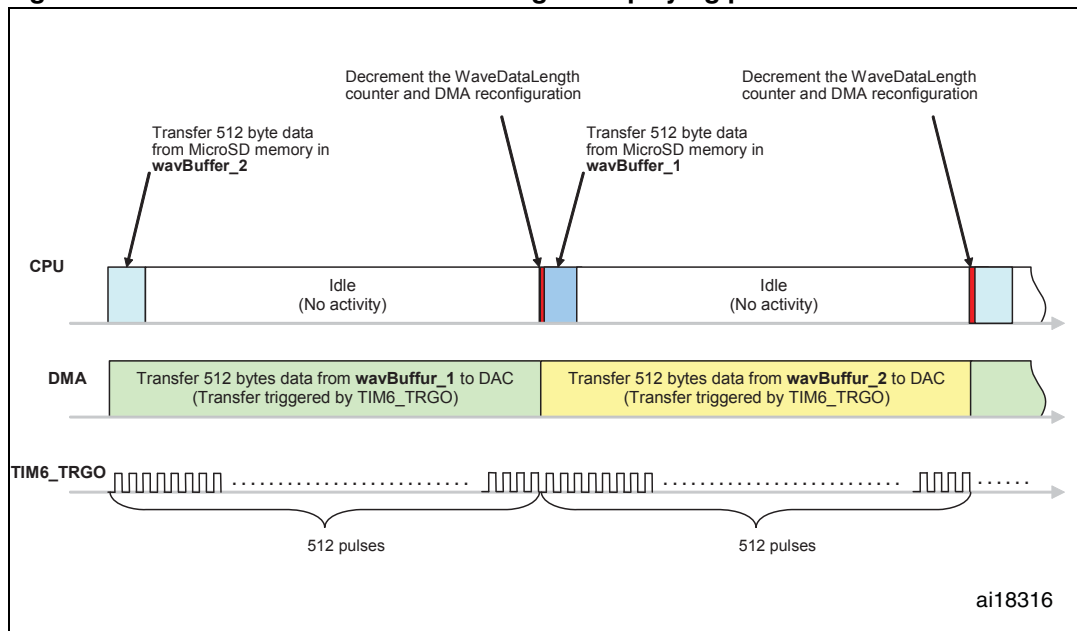 Decrement the WaveDataLength
counter and DMA reconfiguration
Decrement the WaveDataLength
counter and DMA reconfiguration
Transfer 512 byte data
from MicroSD memory in
wavBuffer_2
Transfer 512 byte data
from MicroSD memory in
wavBuffer_1
CPU
Idle
(No activity)
Idle
(No activity)
DMA
Transfer 512 bytes data from wavBuffur_1 to DAC
(Transfer triggered by TIM6_TRGO)
Transfer 512 bytes data from wavBuffur_2 to DAC
(Transfer triggered by TIM6_TRGO)
TIM6_TRGO
512 pulses
512 pulses
ai18316